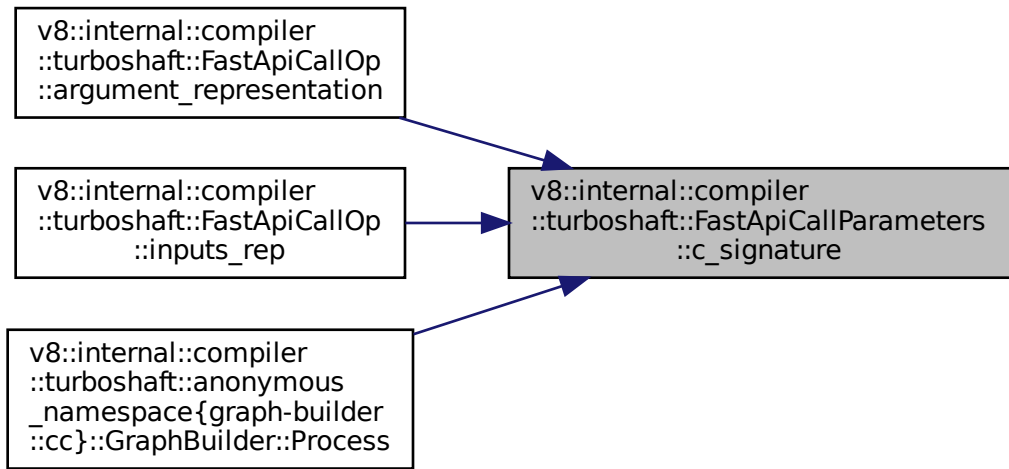 v8::internal::compiler
::turboshaft::FastApiCallOp
::argument_representation
v8::internal::compiler
::turboshaft::FastApiCallOp
::inputs_rep
v8::internal::compiler
::turboshaft::anonymous
_namespace{graph-builder
::cc}::GraphBuilder::Process
v8::internal::compiler
::turboshaft::FastApiCallParameters
::c_signature